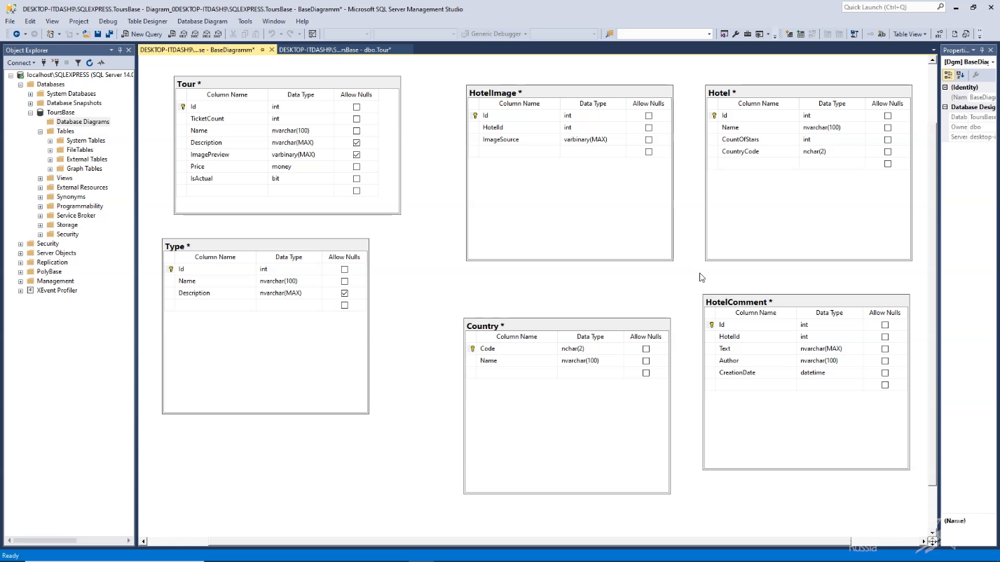 DESKTOP-ITDASH9\SQLEXPRESS.ToursBase - Diagram_0DESKTOP-ITDASH9\SQLEXPRESS.ToursBase - BaseDiagramm* - Microsoft SQL Server Management Studio
Quick Launch (Ctrl+Q)
File Edit View Project Debug Table Designer Database Diagram Tools Window Help
New Query Generic Debugger Table View
Object Explorer
DESKTOP-ITDASH9\...se - BaseDiagramm* DESKTOP-ITDASH9\S...rsBase - dbo.Tour*
Connect
localhost\SQLEXPRESS (SQL Server 14.0
Databases
System Databases
Database Snapshots
ToursBase
Database Diagrams
Tables
System Tables
FileTables
External Tables
Graph Tables
Views
External Resources
Synonyms
Programmability
Service Broker
Storage
Security
Security
Server Objects
Replication
PolyBase
Management
XEvent Profiler
Tour *
Column Name Data Type Allow Nulls
Id int
TicketCount int
Name nvarchar(100)
Description nvarchar(MAX)
ImagePreview varbinary(MAX)
Price money
IsActual bit
Type *
Column Name Data Type Allow Nulls
Id int
Name nvarchar(100)
Description nvarchar(MAX)
HotelImage *
Column Name Data Type Allow Nulls
Id int
HotelId int
ImageSource varbinary(MAX)
Country *
Column Name Data Type Allow Nulls
Code nchar(2)
Name nvarchar(100)
Hotel *
Column Name Data Type Allow Nulls
Id int
Name nvarchar(100)
CountOfStars int
CountryCode nchar(2)
HotelComment *
Column Name Data Type Allow Nulls
Id int
HotelId int
Text nvarchar(MAX)
Author nvarchar(100)
CreationDate datetime
Properti...
[Dgm] BaseDiag
(Identity)
(Nam BaseDiagr
Database Desig
Datab ToursBase
Owne dbo
Server desktop-i
(Name)
Russia
Ready